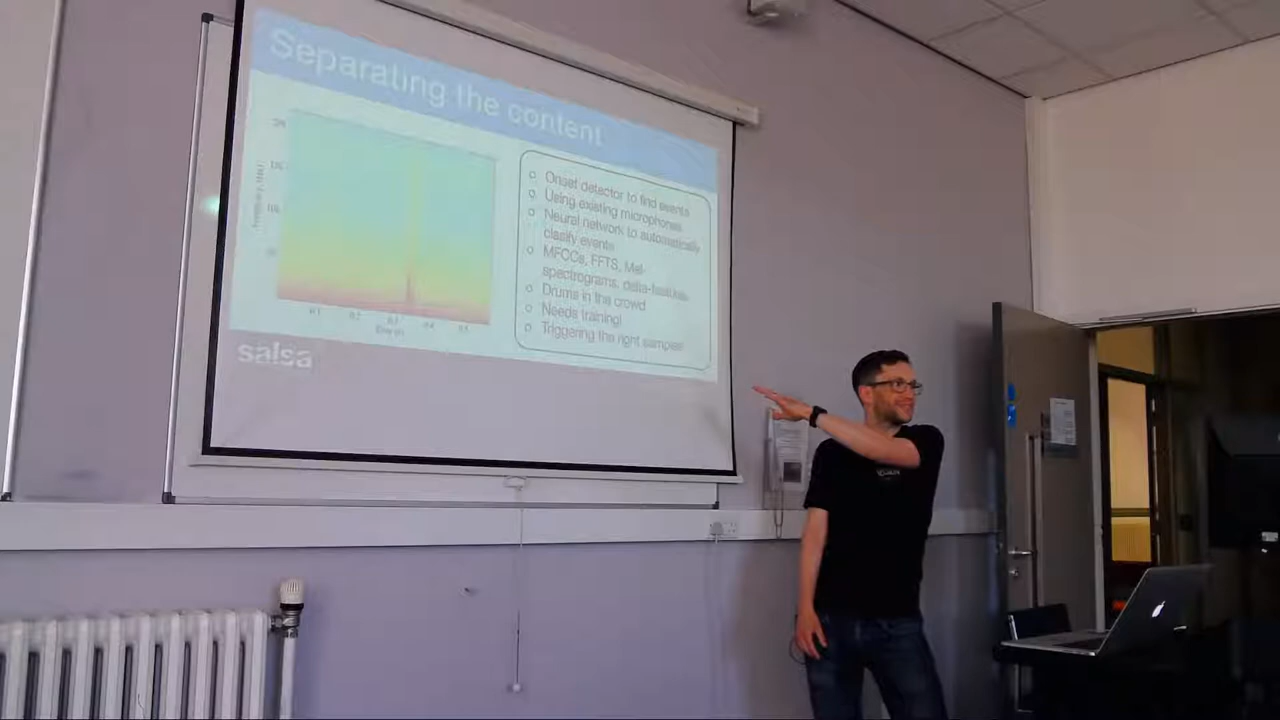 Separating the content
Onset detector to find events
Using existing microphones
Neural network to automatically
clasify events
MFCCs, FFTS, Mel-
spectrograms, delta-features
Drums in the crowd
Needs training!
Triggering the right samples
salsa